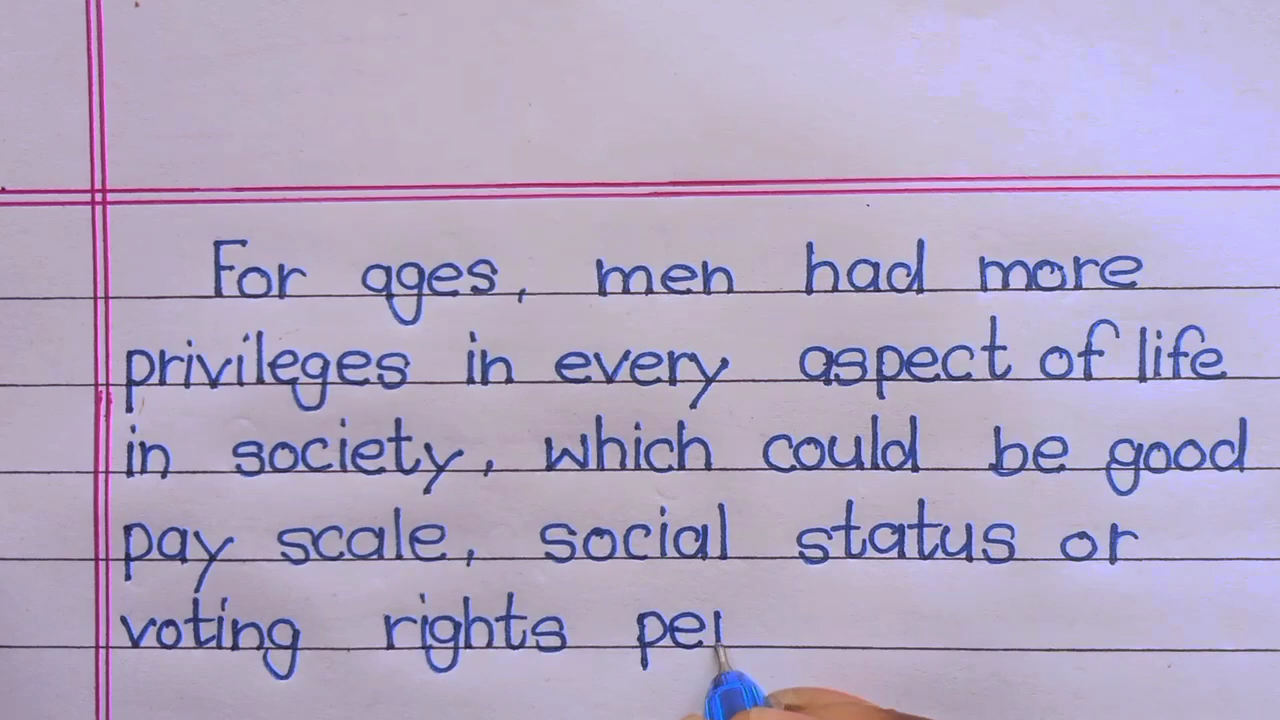 For ages, men had more
privileges in every aspect of life
in society, which could be good
pay scale, social status or
voting rights